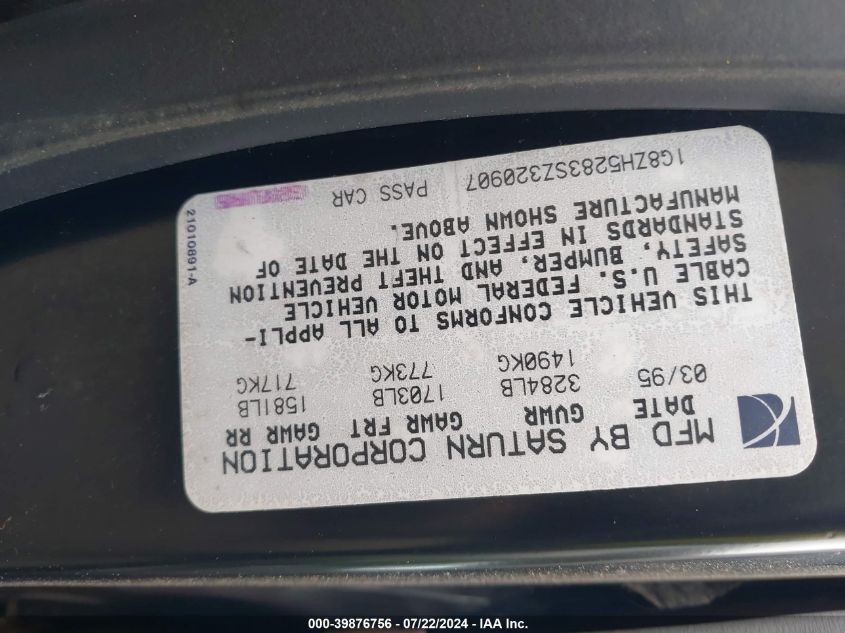 MFD BY SATURN CORPORATION
DATE GVWR GAWR FRT GAWR RR
03/95 3284LB 1703LB 1581LB
1490KG 773KG 717KG
THIS VEHICLE CONFORMS TO ALL APPLI-
CABLE U.S. FEDERAL MOTOR VEHICLE
SAFETY, BUMPER, AND THEFT PREVENTION
STANDARDS IN EFFECT ON THE DATE OF
MANUFACTURE SHOWN ABOVE.
1G8ZH5283SZ320907 PASS CAR
21010891-A
000-39876756 / 07/22/2024 - IAA Inc.